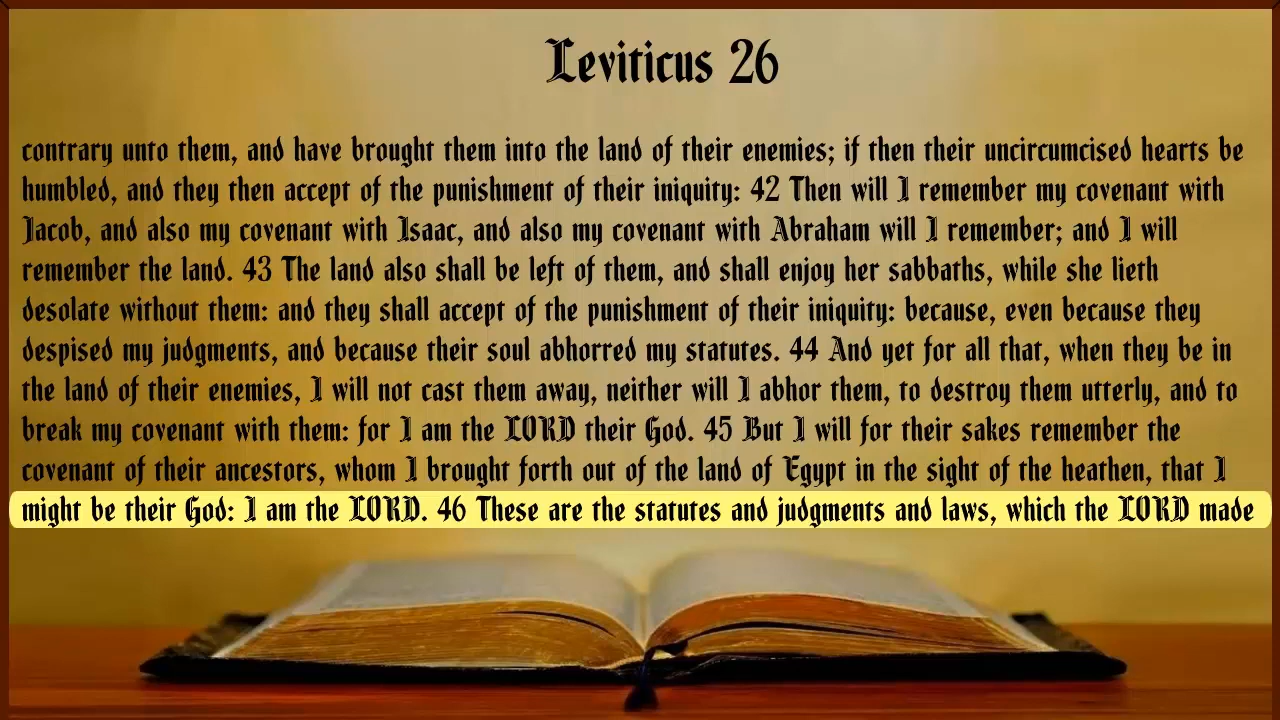 Leviticus 26
contrary unto them, and have brought them into the land of their enemies; if then their uncircumcised hearts be
humbled, and they then accept of the punishment of their iniquity: 42 Then will I remember my covenant with
Jacob, and also my covenant with Isaac, and also my covenant with Abraham will I remember; and I will
remember the land. 43 The land also shall be left of them, and shall enjoy her sabbaths, while she lieth
desolate without them: and they shall accept of the punishment of their iniquity: because, even because they
despised my judgments, and because their soul abhorred my statutes. 44 And yet for all that, when they be in
the land of their enemies, I will not cast them away, neither will I abhor them, to destroy them utterly, and to
break my covenant with them: for I am the LORD their God. 45 But I will for their sakes remember the
covenant of their ancestors, whom I brought forth out of the land of Egypt in the sight of the heathen, that I
might be their God: I am the LORD. 46 These are the statutes and judgments and laws, which the LORD made